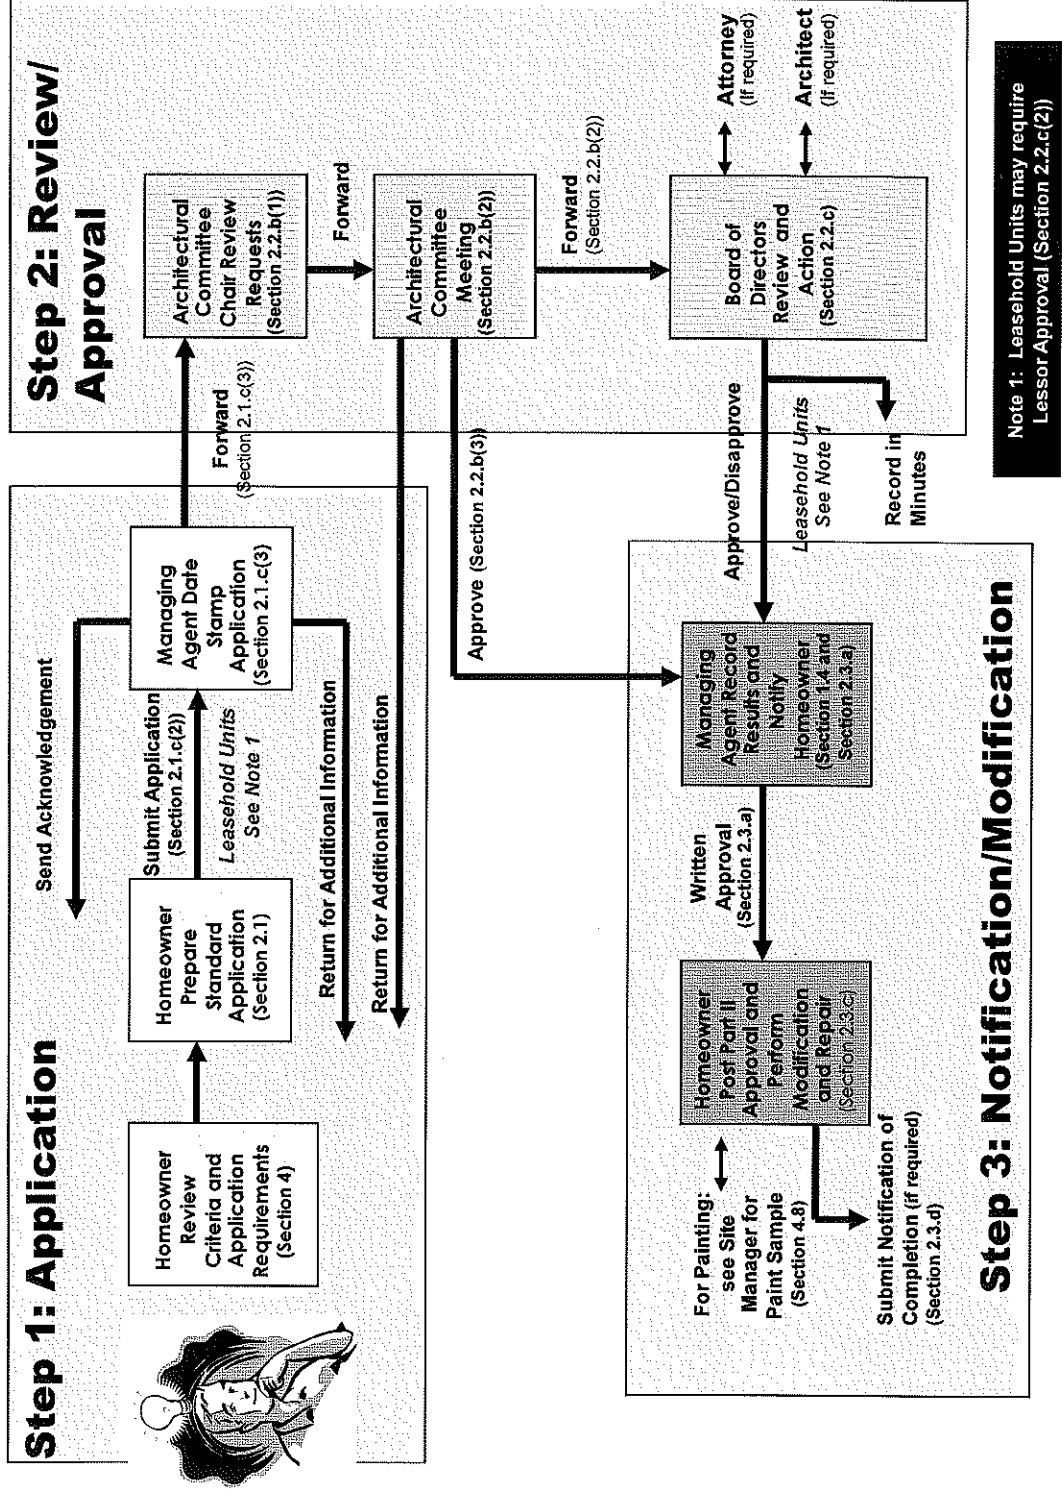 Step 1: Application
Homeowner
Review
Criteria and
Application
Requirements
(Section 4)
Homeowner
Prepare
Standard
Application
(Section 2.1)
Submit Application
(Section 2.1.c(2))
Leasehold Units
See Note 1
Send Acknowledgement
Managing
Agent Date
Stamp
Application
(Section 2.1.c(3)
Return for Additional Information
Return for Additional Information
Forward
(Section 2.1.c(3))
Step 2: Review/
Approval
Architectural
Committee
Chair Review
Requests
(Section 2.2.b(1))
Forward
Architectural
Committee
Meeting
(Section 2.2.b(2))
Forward
(Section 2.2.b(2))
Approve (Section 2.2.b(3))
Board of
Directors
Review and
Action
(Section 2.2.c)
Attorney
(If required)
Architect
(If required)
Approve/Disapprove
Leasehold Units
See Note 1
Record in
Minutes
Managing
Agent Record
Results and
Notify
Homeowner
(Section 1.4 and
Section 2.3.a)
Written
Approval
(Section 2.3.a)
Homeowner
Post Part II
Approval and
Perform
Modification
and Repair
(Section 2.3.c)
For Painting:
see Site
Manager for
Paint Sample
(Section 4.8)
Submit Notification of
Completion (if required)
(Section 2.3.d)
Step 3: Notification/Modification
Note 1: Leasehold Units may require
Lessor Approval (Section 2.2.c(2))